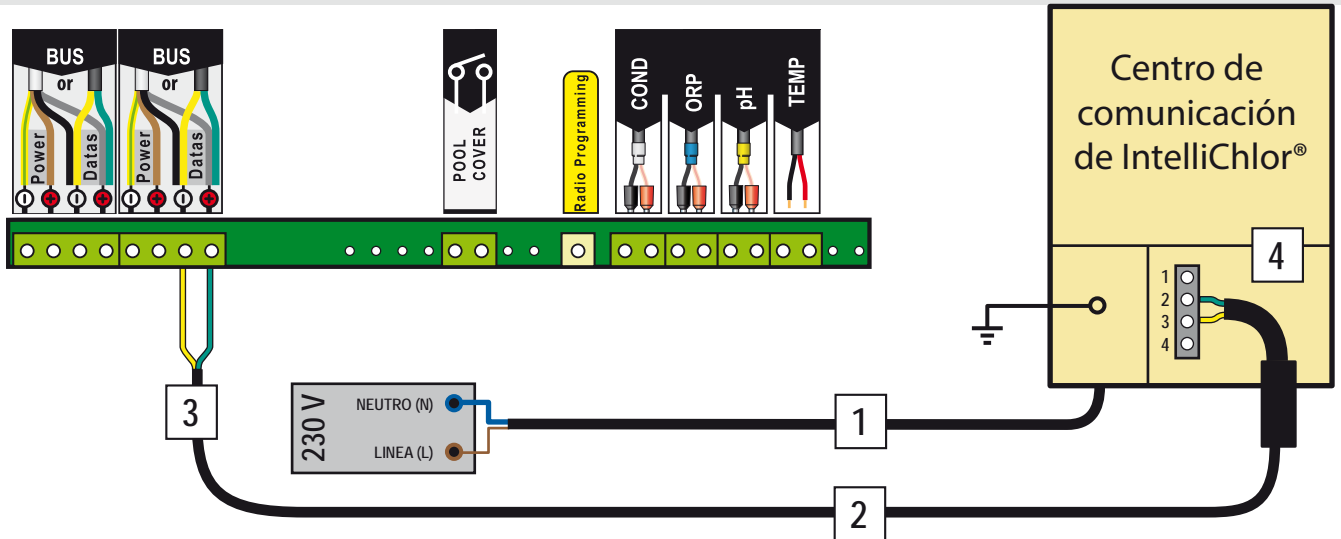 BUS
or
Power
Datas
BUS
or
Power
Datas
POOL
COVER
Radio Programming
COND
ORP
pH
TEMP
Centro de
comunicación
de IntelliChlor®
4
1
2
3
4
3
230 V
NEUTRO (N)
LINEA (L)
1
2